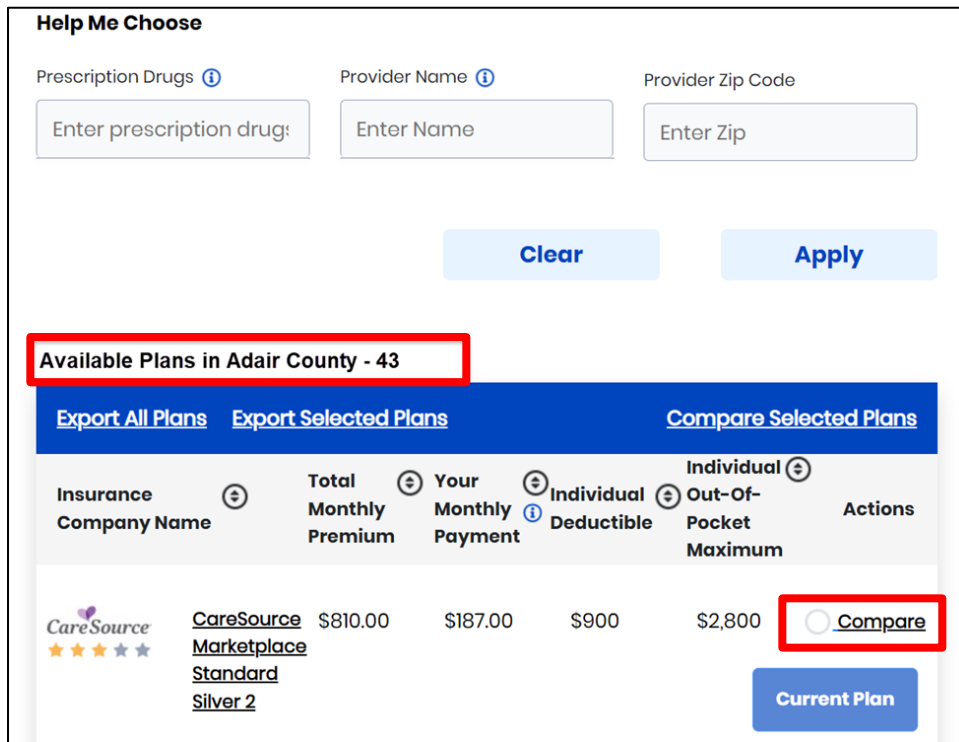 Help Me Choose
Prescription Drugs
Provider Name
Provider Zip Code
Enter prescription drug
Enter Name
Enter Zip
Clear
Apply
Available Plans in Adair County - 43
Export All Plans
Export Selected Plans
Compare Selected Plans
Insurance
Company Name
Total
Monthly
Premium
Your
Monthly
Payment
Individual
Deductible
Individual
Out-Of-
Pocket
Maximum
Actions
CareSource
CareSource
Marketplace
Standard
Silver 2
$810.00
$187.00
$900
$2,800
Compare
Current Plan